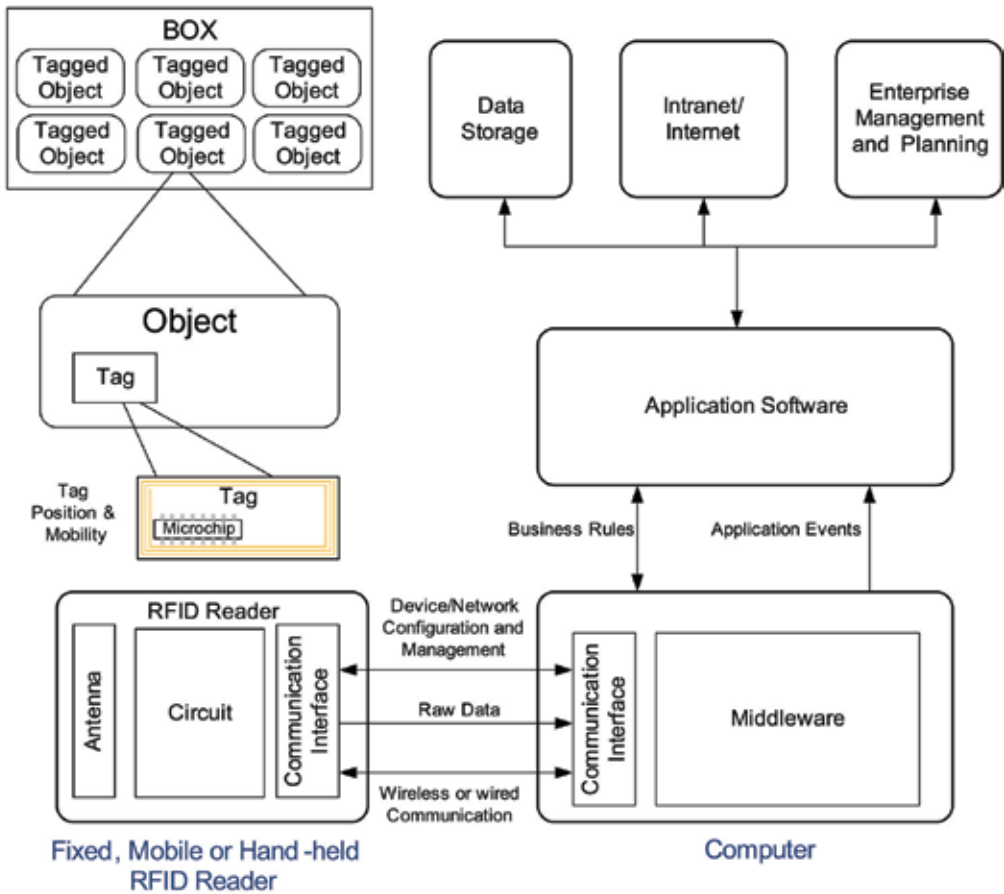 BOX
Tagged
Object
Tagged
Object
Tagged
Object
Tagged
Object
Tagged
Object
Tagged
Object
Object
Tag
Tag
Position &
Mobility
Tag
Microchip
RFID Reader
Antenna
Circuit
Communication
Interface
Fixed, Mobile or Hand -held
RFID Reader
Device/Network
Configuration and
Management
Raw Data
Wireless or wired
Communication
Data
Storage
Intranet/
Internet
Enterprise
Management
and Planning
Application Software
Business Rules
Application Events
Communication
Interface
Middleware
Computer